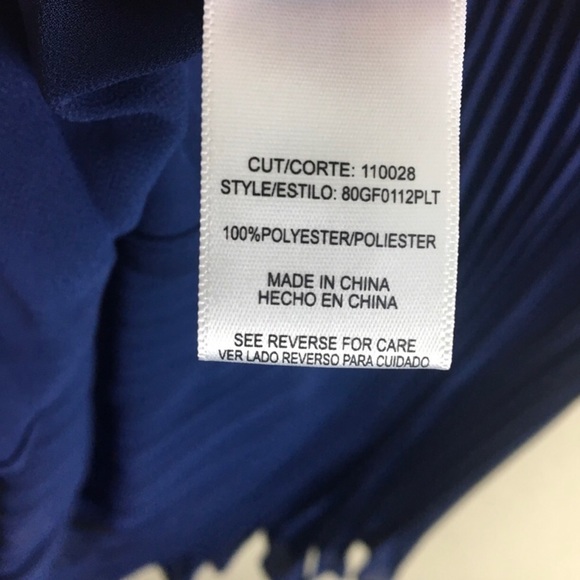 CUT/CORTE: 110028
STYLE/ESTILO: 80GF0112PLT
100%POLYESTER/POLIESTER
MADE IN CHINA
HECHO EN CHINA
SEE REVERSE FOR CARE
VER LADO REVERSO PARA CUIDADO